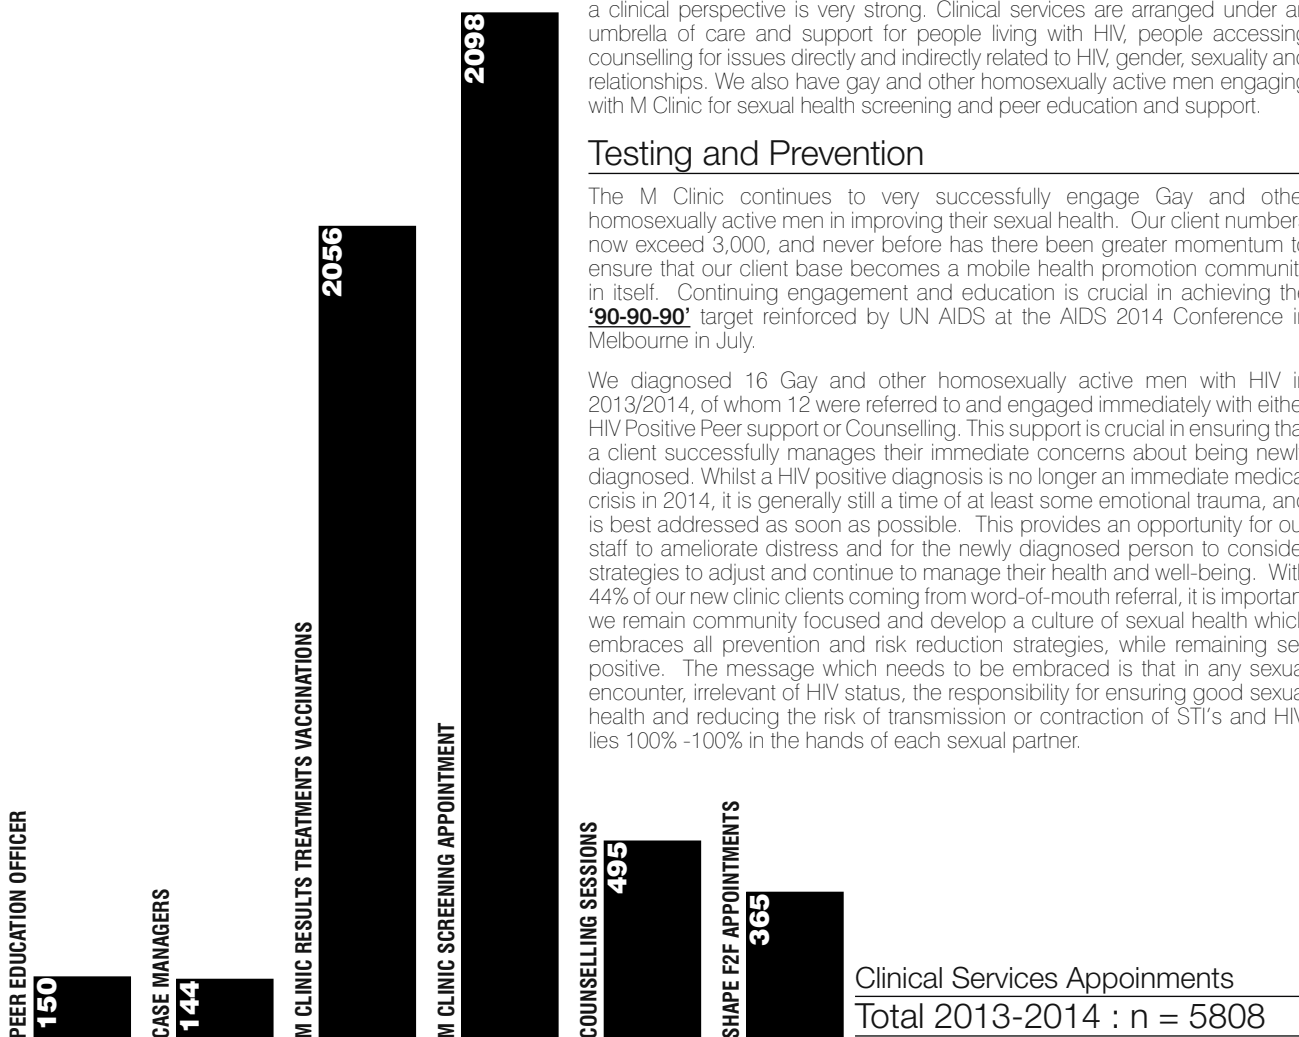 a clinical perspective is very strong. Clinical services are arranged under an
umbrella of care and support for people living with HIV, people accessing
counselling for issues directly and indirectly related to HIV, gender, sexuality and
relationships. We also have gay and other homosexually active men engaging
with M Clinic for sexual health screening and peer education and support.
Testing and Prevention
The M Clinic continues to very successfully engage Gay and othe
homosexually active men in improving their sexual health. Our client number
now exceed 3,000, and never before has there been greater momentum to
ensure that our client base becomes a mobile health promotion communit
in itself. Continuing engagement and education is crucial in achieving the
‘90-90-90’ target reinforced by UN AIDS at the AIDS 2014 Conference in
Melbourne in July.
We diagnosed 16 Gay and other homosexually active men with HIV in
2013/2014, of whom 12 were referred to and engaged immediately with eithe
HIV Positive Peer support or Counselling. This support is crucial in ensuring tha
a client successfully manages their immediate concerns about being newl
diagnosed. Whilst a HIV positive diagnosis is no longer an immediate medica
crisis in 2014, it is generally still a time of at least some emotional trauma, and
is best addressed as soon as possible. This provides an opportunity for ou
staff to ameliorate distress and for the newly diagnosed person to conside
strategies to adjust and continue to manage their health and well-being. With
44% of our new clinic clients coming from word-of-mouth referral, it is importan
we remain community focused and develop a culture of sexual health which
embraces all prevention and risk reduction strategies, while remaining se
positive. The message which needs to be embraced is that in any sexua
encounter, irrelevant of HIV status, the responsibility for ensuring good sexua
health and reducing the risk of transmission or contraction of STI’s and HIV
lies 100% -100% in the hands of each sexual partner.
PEER EDUCATION OFFICER
150
CASE MANAGERS
144
M CLINIIC RESULTS TREATMENTS VACCINATIONS
2056
M CLINIC SCREENING APPOINTMENT
2098
COUNSELLING SESSIONS
495
SHAPE F2F APPOINTMENTS
365
Clinical Services Appoinments
Total 2013-2014 : n = 5808